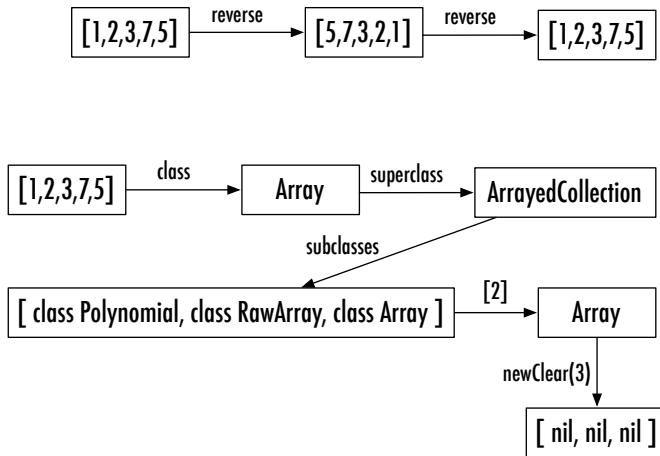 reverse reverse
[1,2,3,7,5] [5,7,3,2,1] [1,2,3,7,5]
class superclass
[1,2,3,7,5] Array ArrayedCollection
subclasses
[ class Polynomial, class RawArray, class Array ] [2] Array
newClear(3)
[ nil, nil, nil ]